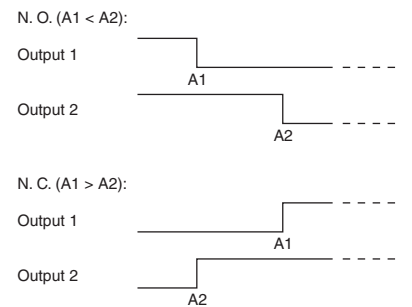 N. O. (A1 < A2):
Output 1
A1
Output 2
A2
N. C. (A1 > A2):
Output 1
A1
Output 2
A2